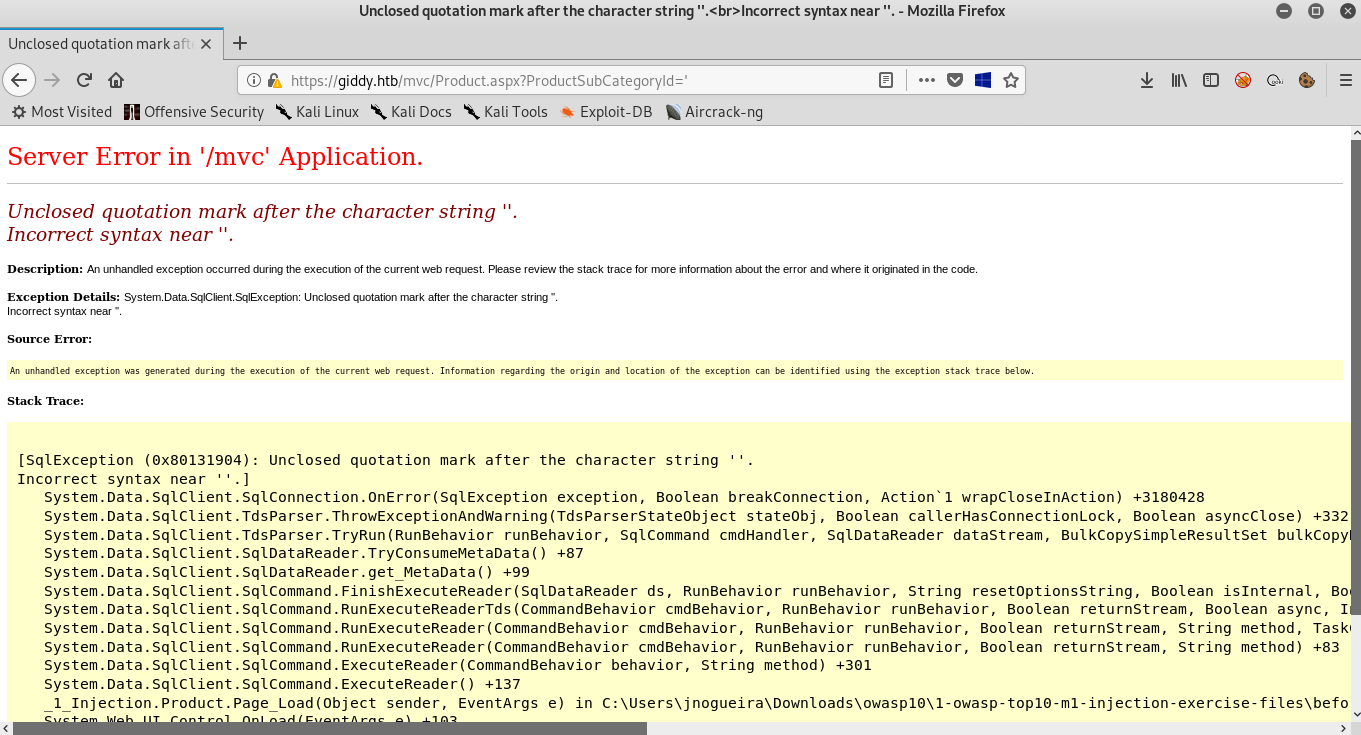 Unclosed quotation mark after the character string ''.<br>Incorrect syntax near ''. - Mozilla Firefox
Unclosed quotation mark aft
https://giddy.htb/mvc/Product.aspx?ProductSubCategoryId='
Most Visited Offensive Security Kali Linux Kali Docs Kali Tools Exploit-DB Aircrack-ng
Server Error in '/mvc' Application.
Unclosed quotation mark after the character string ''.
Incorrect syntax near ''.
Description: An unhandled exception occurred during the execution of the current web request. Please review the stack trace for more information about the error and where it originated in the code.
Exception Details: System.Data.SqlClient.SqlException: Unclosed quotation mark after the character string ''.
Incorrect syntax near ''.
Source Error:
An unhandled exception was generated during the execution of the current web request. Information regarding the origin and location of the exception can be identified using the exception stack trace below.
Stack Trace:
[SqlException (0x80131904): Unclosed quotation mark after the character string ''.
Incorrect syntax near ''.]
System.Data.SqlClient.SqlConnection.OnError(SqlException exception, Boolean breakConnection, Action`1 wrapCloseInAction) +3180428
System.Data.SqlClient.TdsParser.ThrowExceptionAndWarning(TdsParserStateObject stateObj, Boolean callerHasConnectionLock, Boolean asyncClose) +332
System.Data.SqlClient.TdsParser.TryRun(RunBehavior runBehavior, SqlCommand cmdHandler, SqlDataReader dataStream, BulkCopySimpleResultSet bulkCopy
System.Data.SqlClient.SqlDataReader.TryConsumeMetaData() +87
System.Data.SqlClient.SqlDataReader.get_MetaData() +99
System.Data.SqlClient.SqlCommand.FinishExecuteReader(SqlDataReader ds, RunBehavior runBehavior, String resetOptionsString, Boolean isInternal, Boo
System.Data.SqlClient.SqlCommand.RunExecuteReaderTds(CommandBehavior cmdBehavior, RunBehavior runBehavior, Boolean returnStream, Boolean async, I
System.Data.SqlClient.SqlCommand.RunExecuteReader(CommandBehavior cmdBehavior, RunBehavior runBehavior, Boolean returnStream, String method, Task
System.Data.SqlClient.SqlCommand.RunExecuteReader(CommandBehavior cmdBehavior, RunBehavior runBehavior, Boolean returnStream, String method) +83
System.Data.SqlClient.SqlCommand.ExecuteReader(CommandBehavior behavior, String method) +301
System.Data.SqlClient.SqlCommand.ExecuteReader() +137
_1_Injection.Product.Page_Load(Object sender, EventArgs e) in C:\Users\jnogueira\Downloads\owasp10\1-owasp-top10-m1-injection-exercise-files\befo
System.Web.UI.Control.OnLoad(EventArgs e) +103